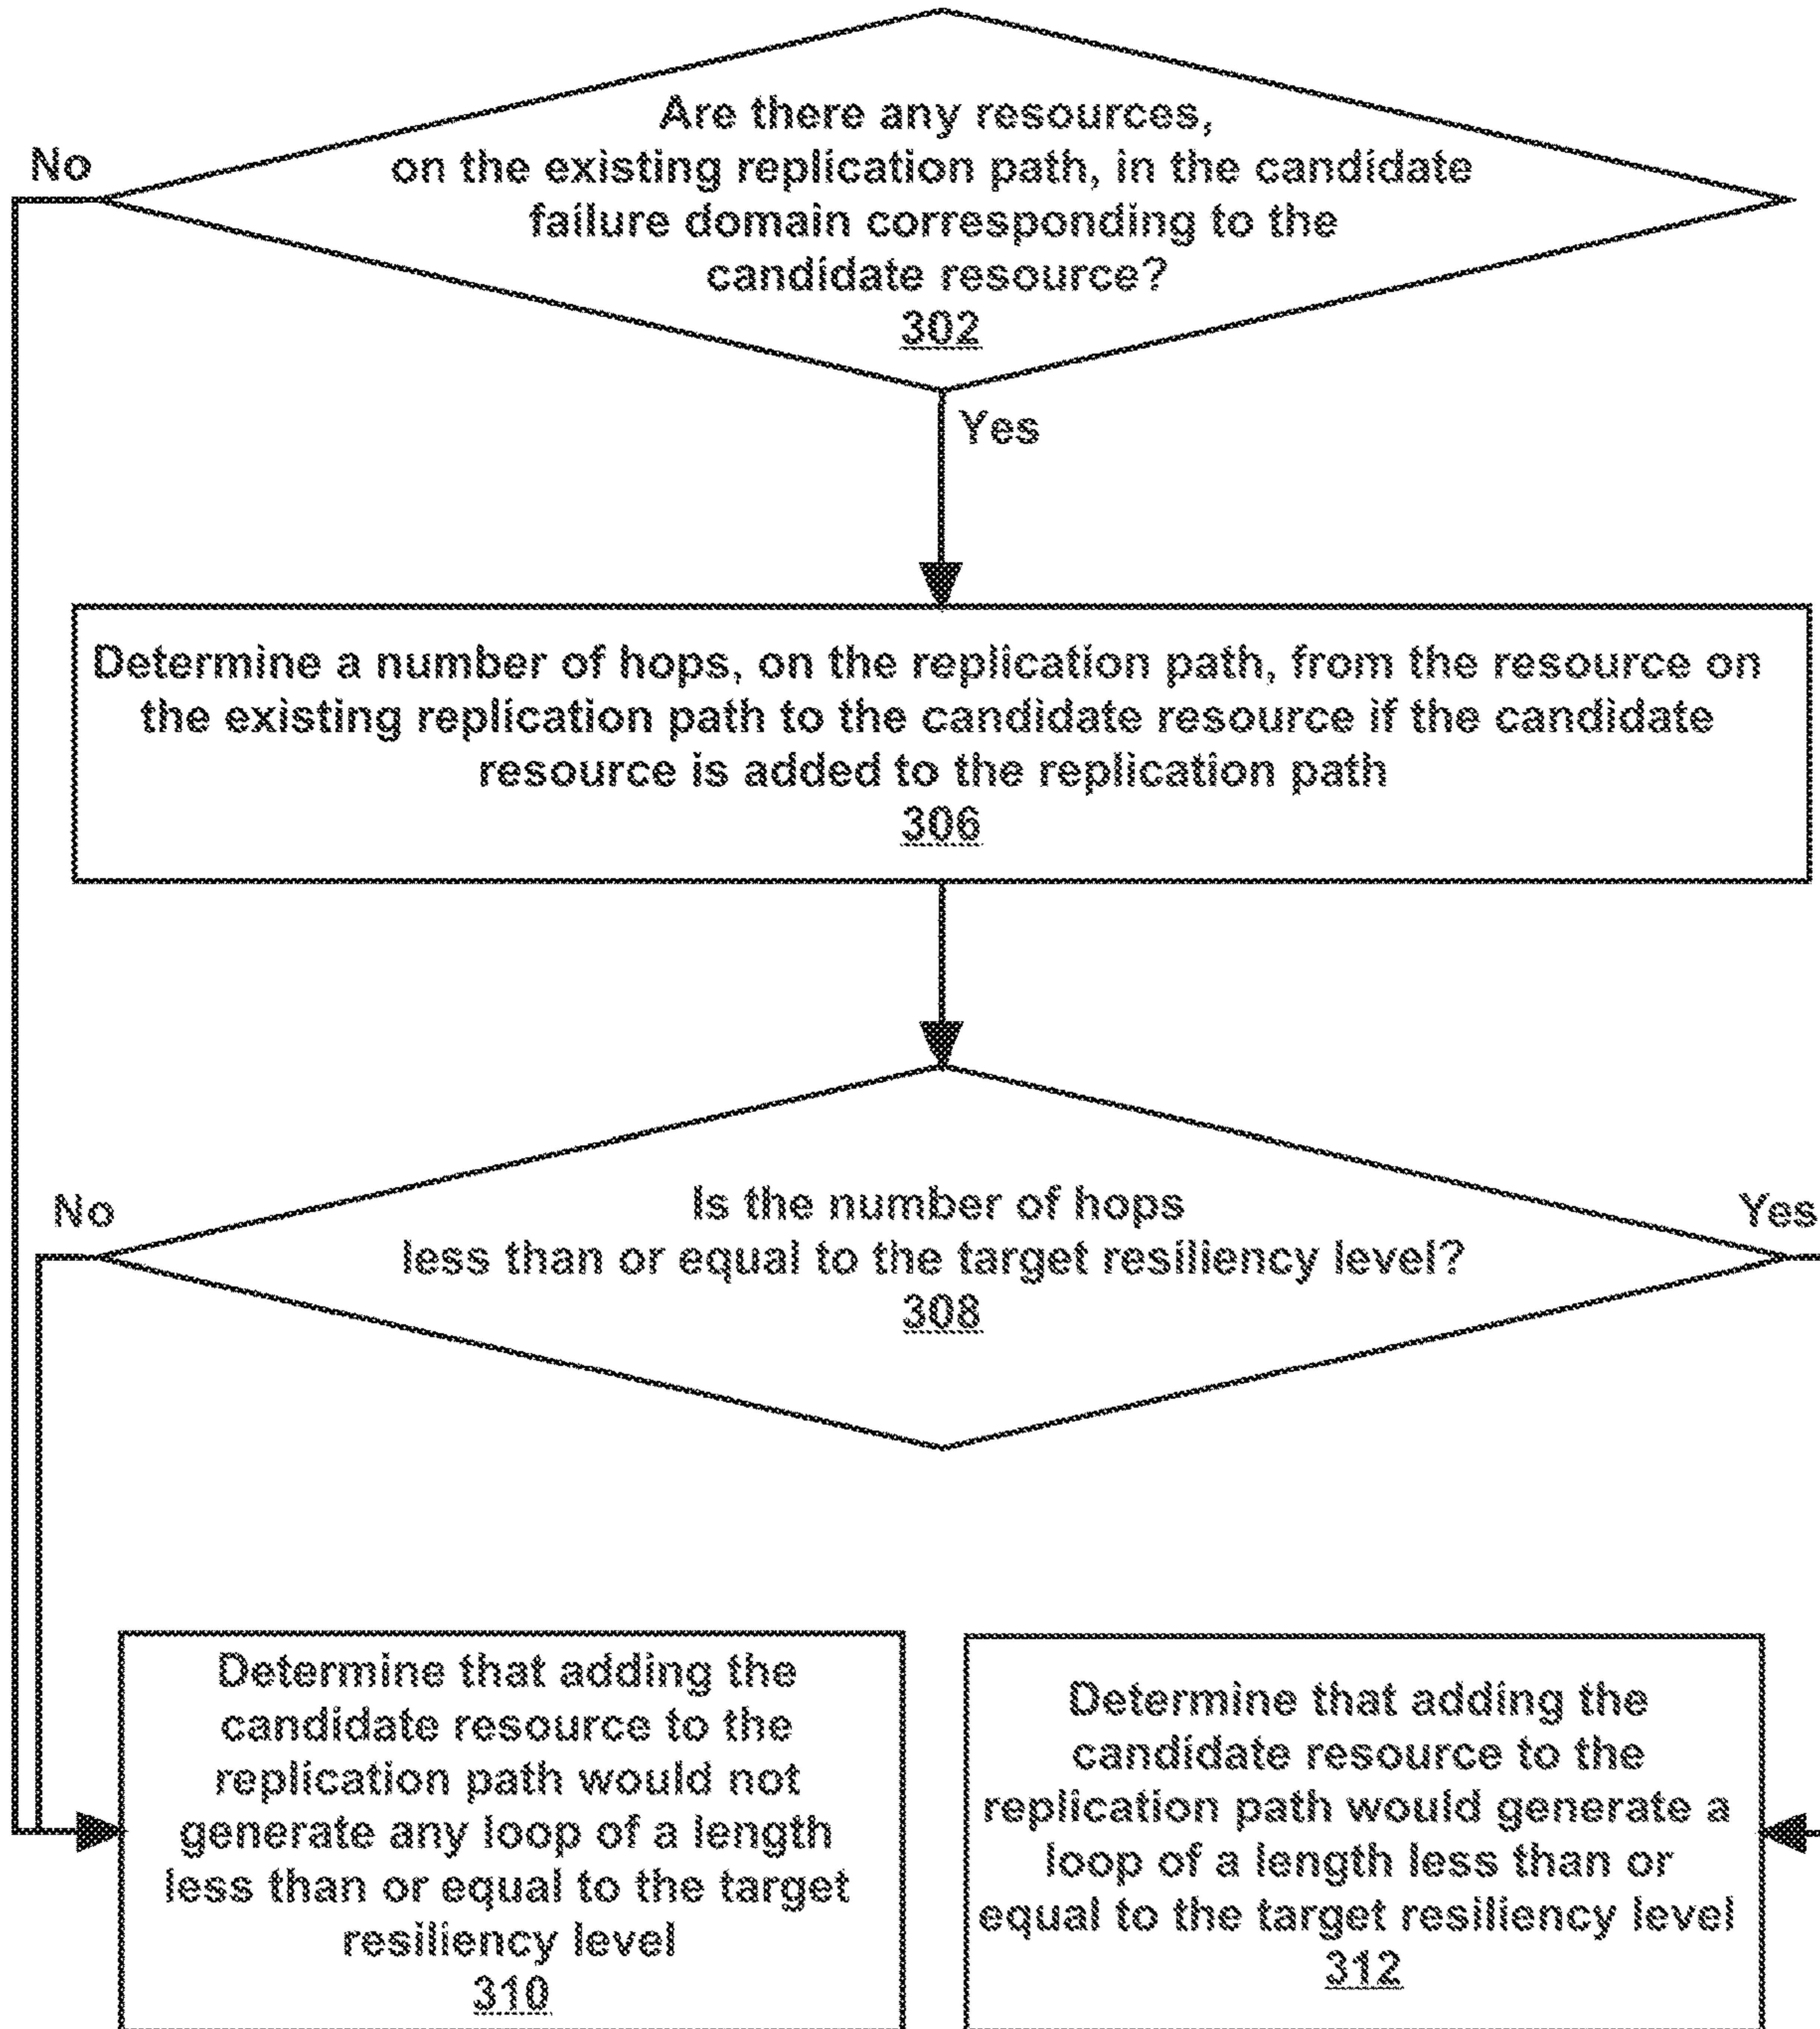 Are there any resources,
No
on the existing replication path, in the candidate
failure domain corresponding to the
candidate resource?
302
Yes
Determine a number of hops, on the replication path, from the resource on
the existing replication path to the candidate resource if the candidate
resource is added to the replication path
306
No
Is the number of hops
Yes
less than or equal to the target resiliency level?
308
Determine that adding the
candidate resource to the
replication path would not
generate any loop of a length
less than or equal to the target
resiliency level
310
Determine that adding the
candidate resource to the
replication path would generate a
loop of a length less than or
equal to the target resiliency level
312